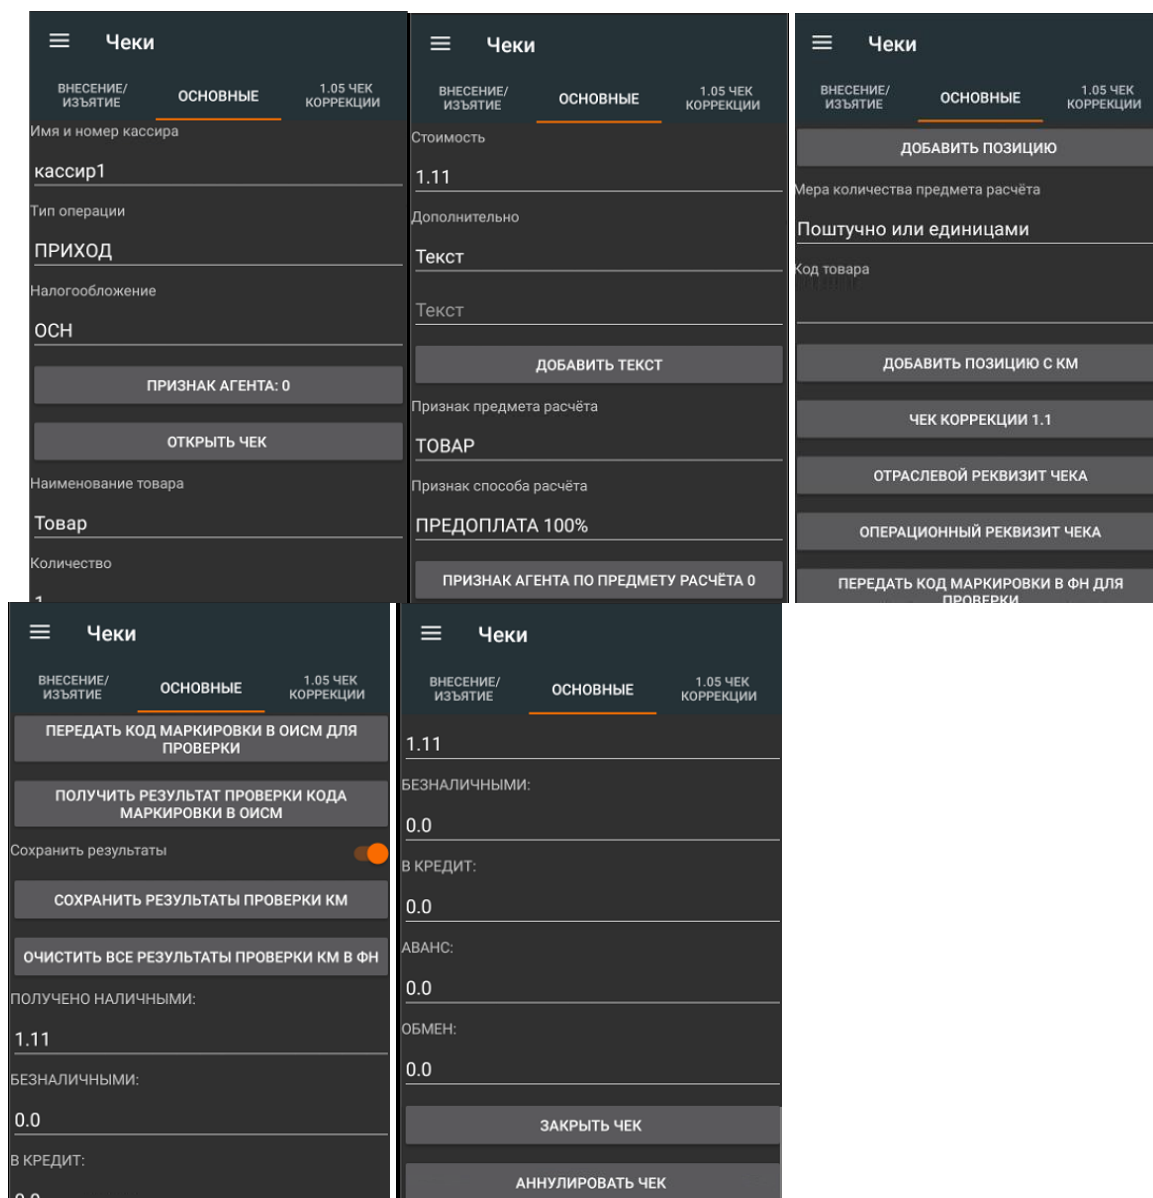 Чеки
ВНЕСЕНИЕ/
ИЗЪЯТИЕ
ОСНОВНЫЕ
1.05 ЧЕК
КОРРЕКЦИИ
Имя и номер кассира
кассир1
Тип операции
ПРИХОД
Налогообложение
ОСН
ПРИЗНАК АГЕНТА: 0
ОТКРЫТЬ ЧЕК
Наименование товара
Товар
Количество
1
Чеки
ВНЕСЕНИЕ/
ИЗЪЯТИЕ
ОСНОВНЫЕ
1.05 ЧЕК
КОРРЕКЦИИ
Стоимость
1.11
Дополнительно
Текст
Текст
ДОБАВИТЬ ТЕКСТ
Признак предмета расчёта
ТОВАР
Признак способа расчёта
ПРЕДОПЛАТА 100%
ПРИЗНАК АГЕНТА ПО ПРЕДМЕТУ РАСЧЁТА 0
Чеки
ВНЕСЕНИЕ/
ИЗЪЯТИЕ
ОСНОВНЫЕ
1.05 ЧЕК
КОРРЕКЦИИ
ДОБАВИТЬ ПОЗИЦИЮ
Мера количества предмета расчёта
Поштучно или единицами
Код товара
ДОБАВИТЬ ПОЗИЦИЮ С КМ
ЧЕК КОРРЕКЦИИ 1.1
ОТРАСЛЕВОЙ РЕКВИЗИТ ЧЕКА
ОПЕРАЦИОННЫЙ РЕКВИЗИТ ЧЕКА
ПЕРЕДАТЬ КОД МАРКИРОВКИ В ФН ДЛЯ
ПРОВЕРКИ
Чеки
ВНЕСЕНИЕ/
ИЗЪЯТИЕ
ОСНОВНЫЕ
1.05 ЧЕК
КОРРЕКЦИИ
ПЕРЕДАТЬ КОД МАРКИРОВКИ В ОИСМ ДЛЯ
ПРОВЕРКИ
ПОЛУЧИТЬ РЕЗУЛЬТАТ ПРОВЕРКИ КОДА
МАРКИРОВКИ В ОИСМ
Сохранить результаты
СОХРАНИТЬ РЕЗУЛЬТАТЫ ПРОВЕРКИ КМ
ОЧИСТИТЬ ВСЕ РЕЗУЛЬТАТЫ ПРОВЕРКИ КМ В ФН
ПОЛУЧЕНО НАЛИЧНЫМИ:
1.11
БЕЗНАЛИЧНЫМИ:
0.0
В КРЕДИТ:
0.0
Чеки
ВНЕСЕНИЕ/
ИЗЪЯТИЕ
ОСНОВНЫЕ
1.05 ЧЕК
КОРРЕКЦИИ
1.11
БЕЗНАЛИЧНЫМИ:
0.0
В КРЕДИТ:
0.0
АВАНС:
0.0
ОБМЕН:
0.0
ЗАКРЫТЬ ЧЕК
АННУЛИРОВАТЬ ЧЕК